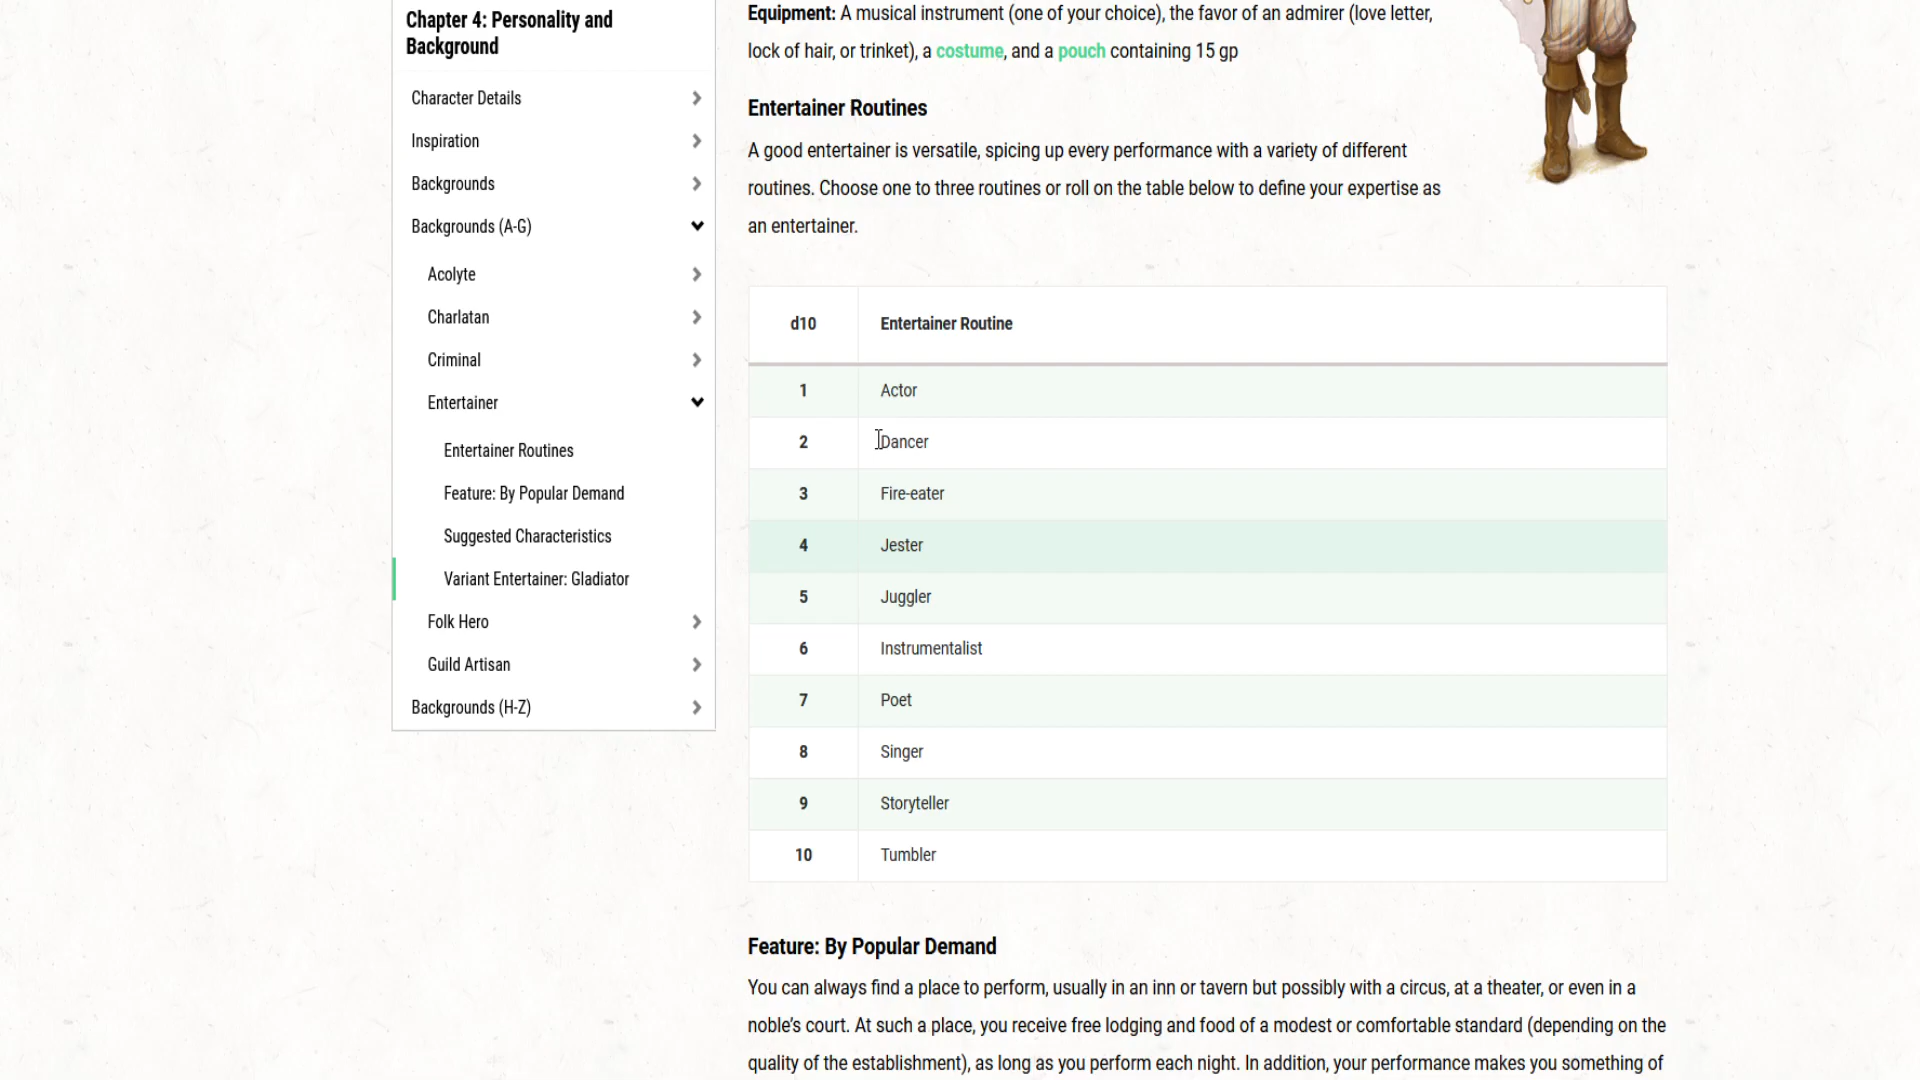 Chapter 4: Personality and
Background
Character Details
Inspiration
Backgrounds
Backgrounds (A-G)
Acolyte
Charlatan
Criminal
Entertainer
Entertainer Routines
Feature: By Popular Demand
Suggested Characteristics
Variant Entertainer: Gladiator
Folk Hero
Guild Artisan
Backgrounds (H-Z)
Equipment: A musical instrument (one of your choice), the favor of an admirer (love letter,
lock of hair, or trinket), a costume, and a pouch containing 15 gp
Entertainer Routines
A good entertainer is versatile, spicing up every performance with a variety of different
routines. Choose one to three routines or roll on the table below to define your expertise as
an entertainer.
d10 Entertainer Routine
1 Actor
2 Dancer
3 Fire-eater
4 Jester
5 Juggler
6 Instrumentalist
7 Poet
8 Singer
9 Storyteller
10 Tumbler
Feature: By Popular Demand
You can always find a place to perform, usually in an inn or tavern but possibly with a circus, at a theater, or even in a
noble’s court. At such a place, you receive free lodging and food of a modest or comfortable standard (depending on the
quality of the establishment), as long as you perform each night. In addition, your performance makes you something of